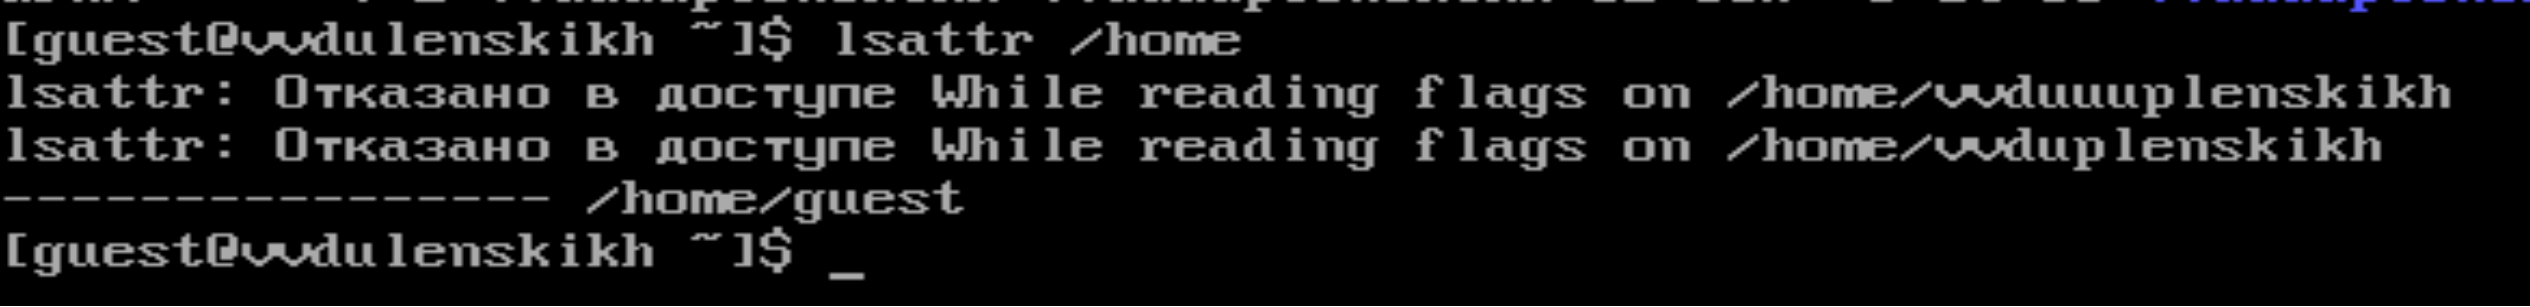 [guest@vvdulenskikh ~]$ lsattr /home
lsattr: Отказано в доступе While reading flags on /home/vvduuuplenskikh
lsattr: Отказано в доступе While reading flags on /home/vvduplenskikh
---------------- /home/guest
[guest@vvdulenskikh ~]$ _